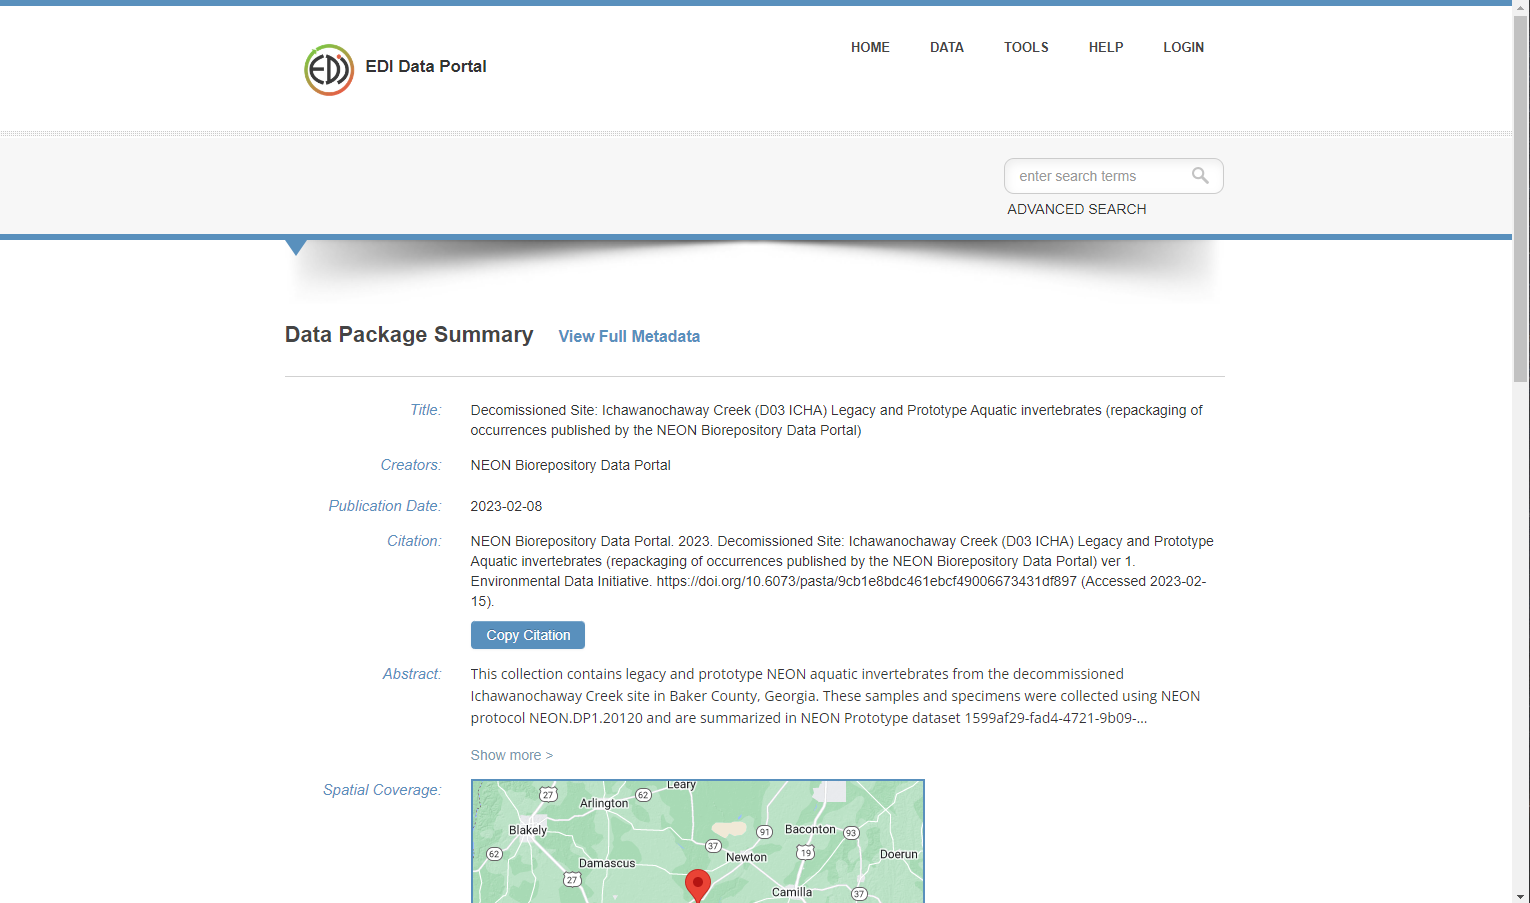 EDI
EDI Data Portal
HOME
DATA
TOOLS
HELP
LOGIN
enter search terms
ADVANCED SEARCH
Data Package Summary
View Full Metadata
Title:
Decomissioned Site: Ichawanochaway Creek (D03 ICHA) Legacy and Prototype Aquatic invertebrates (repackaging of
occurrences published by the NEON Biorepository Data Portal)
Creators:
NEON Biorepository Data Portal
Publication Date:
2023-02-08
Citation:
NEON Biorepository Data Portal. 2023. Decomissioned Site: Ichawanochaway Creek (D03 ICHA) Legacy and Prototype
Aquatic invertebrates (repackaging of occurrences published by the NEON Biorepository Data Portal) ver 1.
Environmental Data Initiative. https://doi.org/10.6073/pasta/9cb1e8bdc461ebcf49006673431df897 (Accessed 2023-02-
15).
Copy Citation
Abstract:
This collection contains legacy and prototype NEON aquatic invertebrates from the decommissioned
Ichawanochaway Creek site in Baker County, Georgia. These samples and specimens were collected using NEON
protocol NEON.DP1.20120 and are summarized in NEON Prototype dataset 1599af29-fad4-4721-9b09-...
Show more >
Spatial Coverage:
Leary
27
62
Arlington
Blakely
91
Baconton
93
37
19
62
Newton
Doerun
Damascus
27
Camilla
37